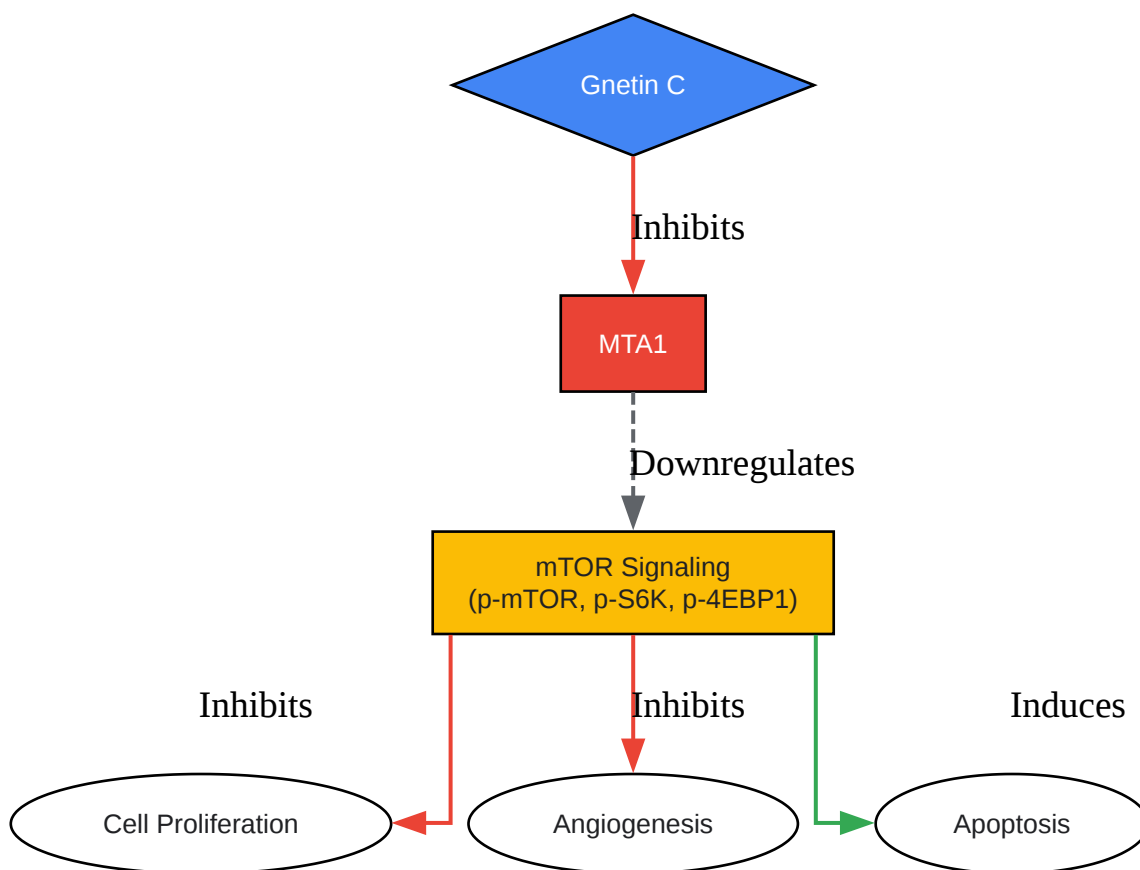 Gnetin C
Inhibits
MTA1
Downregulates
mTOR Signaling
(p-mTOR, p-S6K, p-4EBP1)
Inhibits
Inhibits
Induces
Cell Proliferation
Angiogenesis
Apoptosis